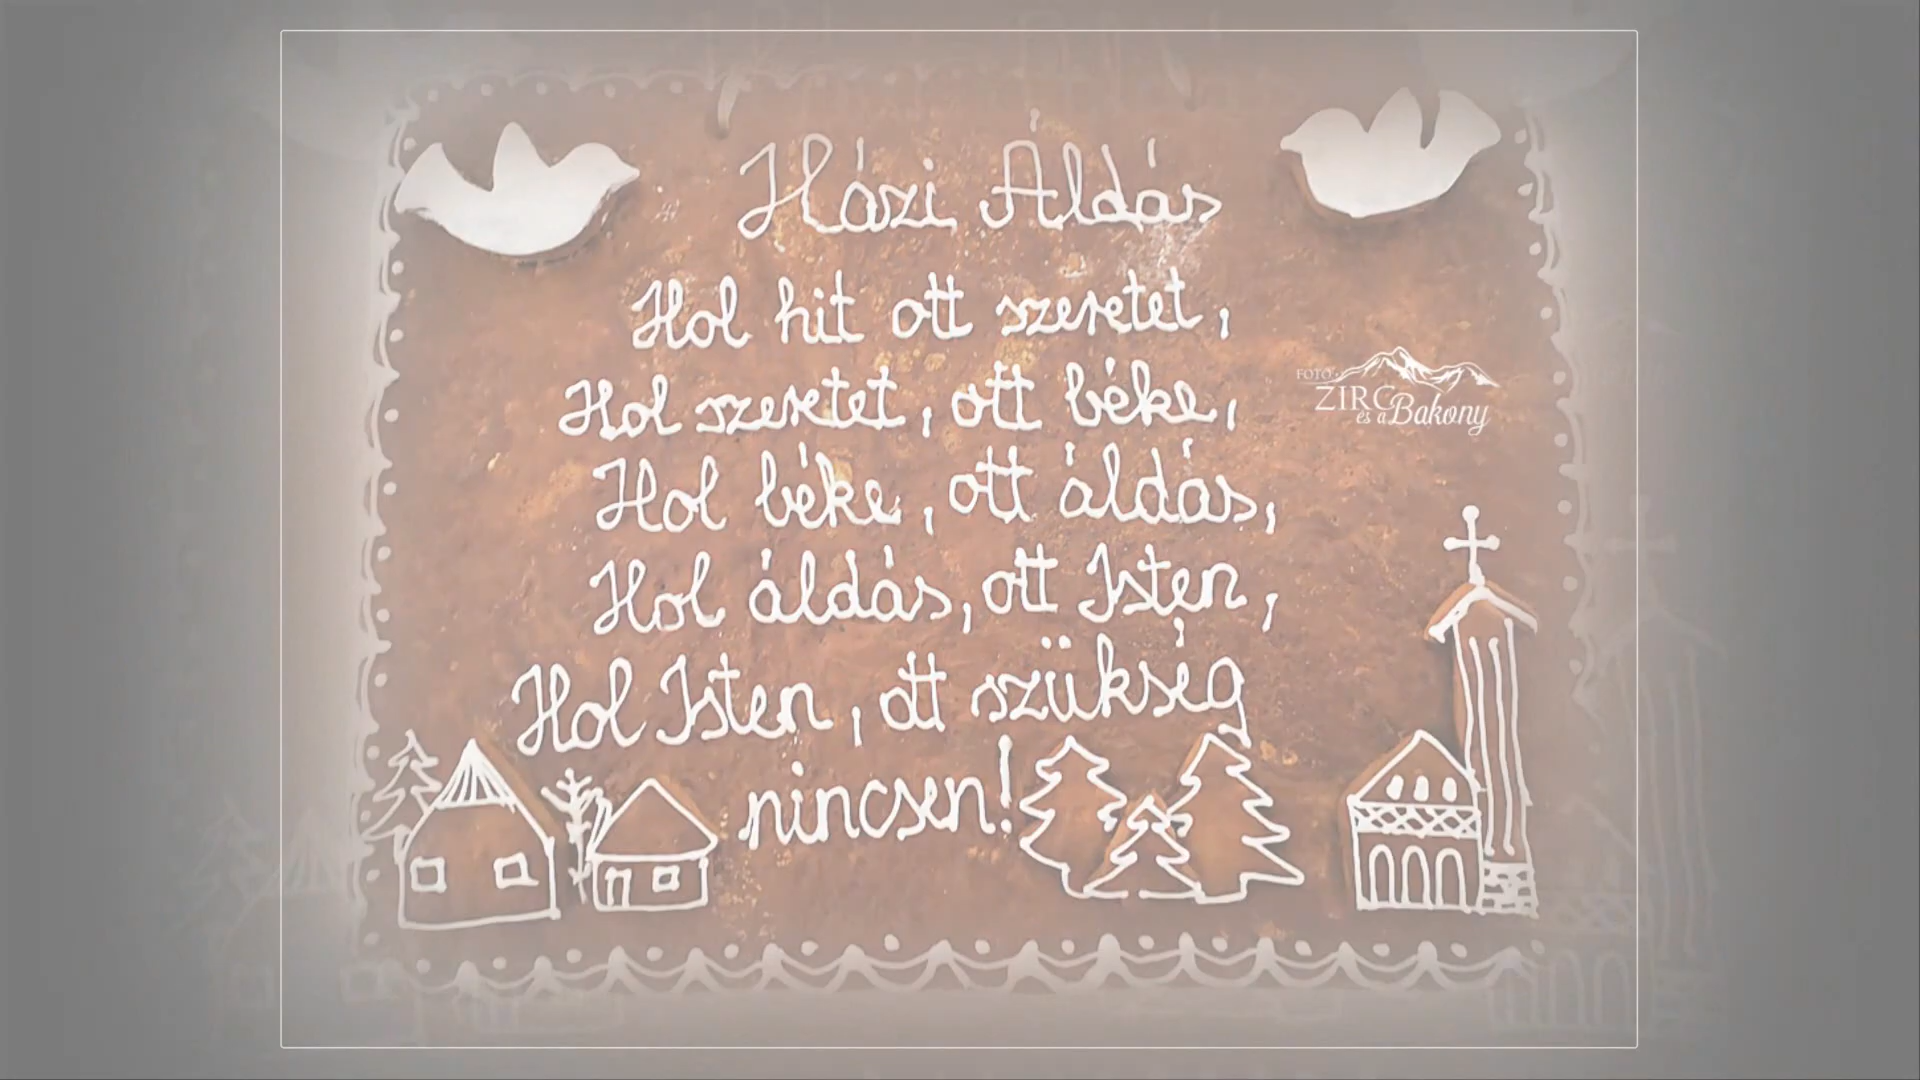 Házi Áldás
Hol hit ott szeretet,
Hol szeretet, ott béke,
Hol béke, ott áldás,
Hol áldás, ott Isten,
Hol Isten, ott szükség
nincsen!
FOTÓ:
ZIRC
és a Bakony